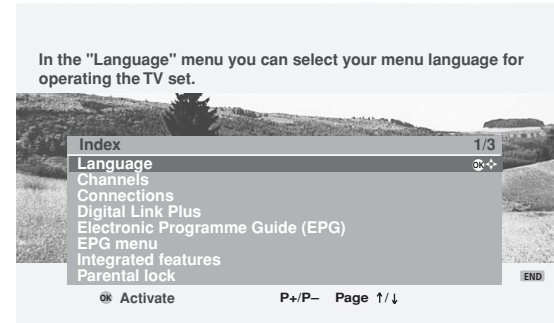 In the "Language" menu you can select your menu language for
operating the TV set.
Index 1/3
Language OK
Channels
Connections
Digital Link Plus
Electronic Programme Guide (EPG)
EPG menu
Integrated features
Parental lock
END
OK Activate P+/P– Page ↑/↓